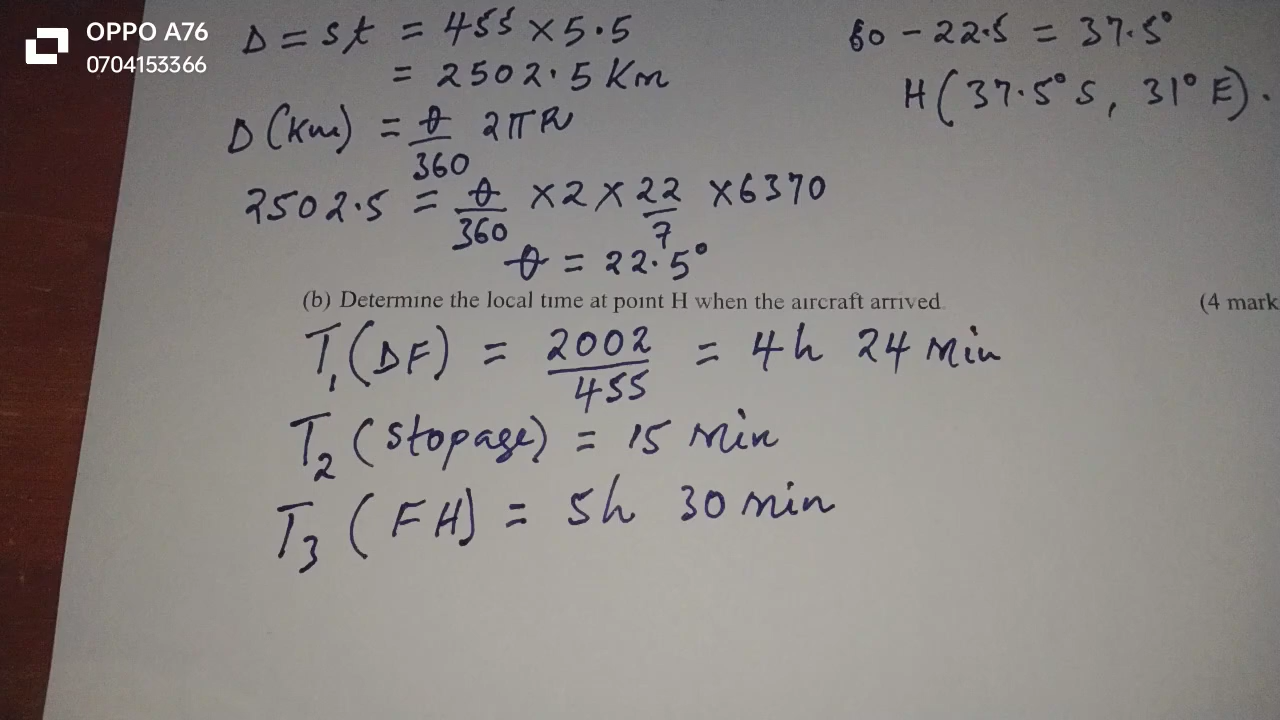 OPPO A76
0704153366
D = st = 455 × 5.5
= 2502.5 Km
D (Km) = θ/360 2πR
2502.5 = θ/360 × 2 × 22/7 × 6370
θ = 22.5°
60 - 22.5 = 37.5°
H (37.5° S, 31° E).
(b) Determine the local time at point H when the aircraft arrived. (4 mark
T₁ (DF) = 2002/455 = 4h 24 Min
T₂ (stopage) = 15 Min
T₃ (FH) = 5h 30 min